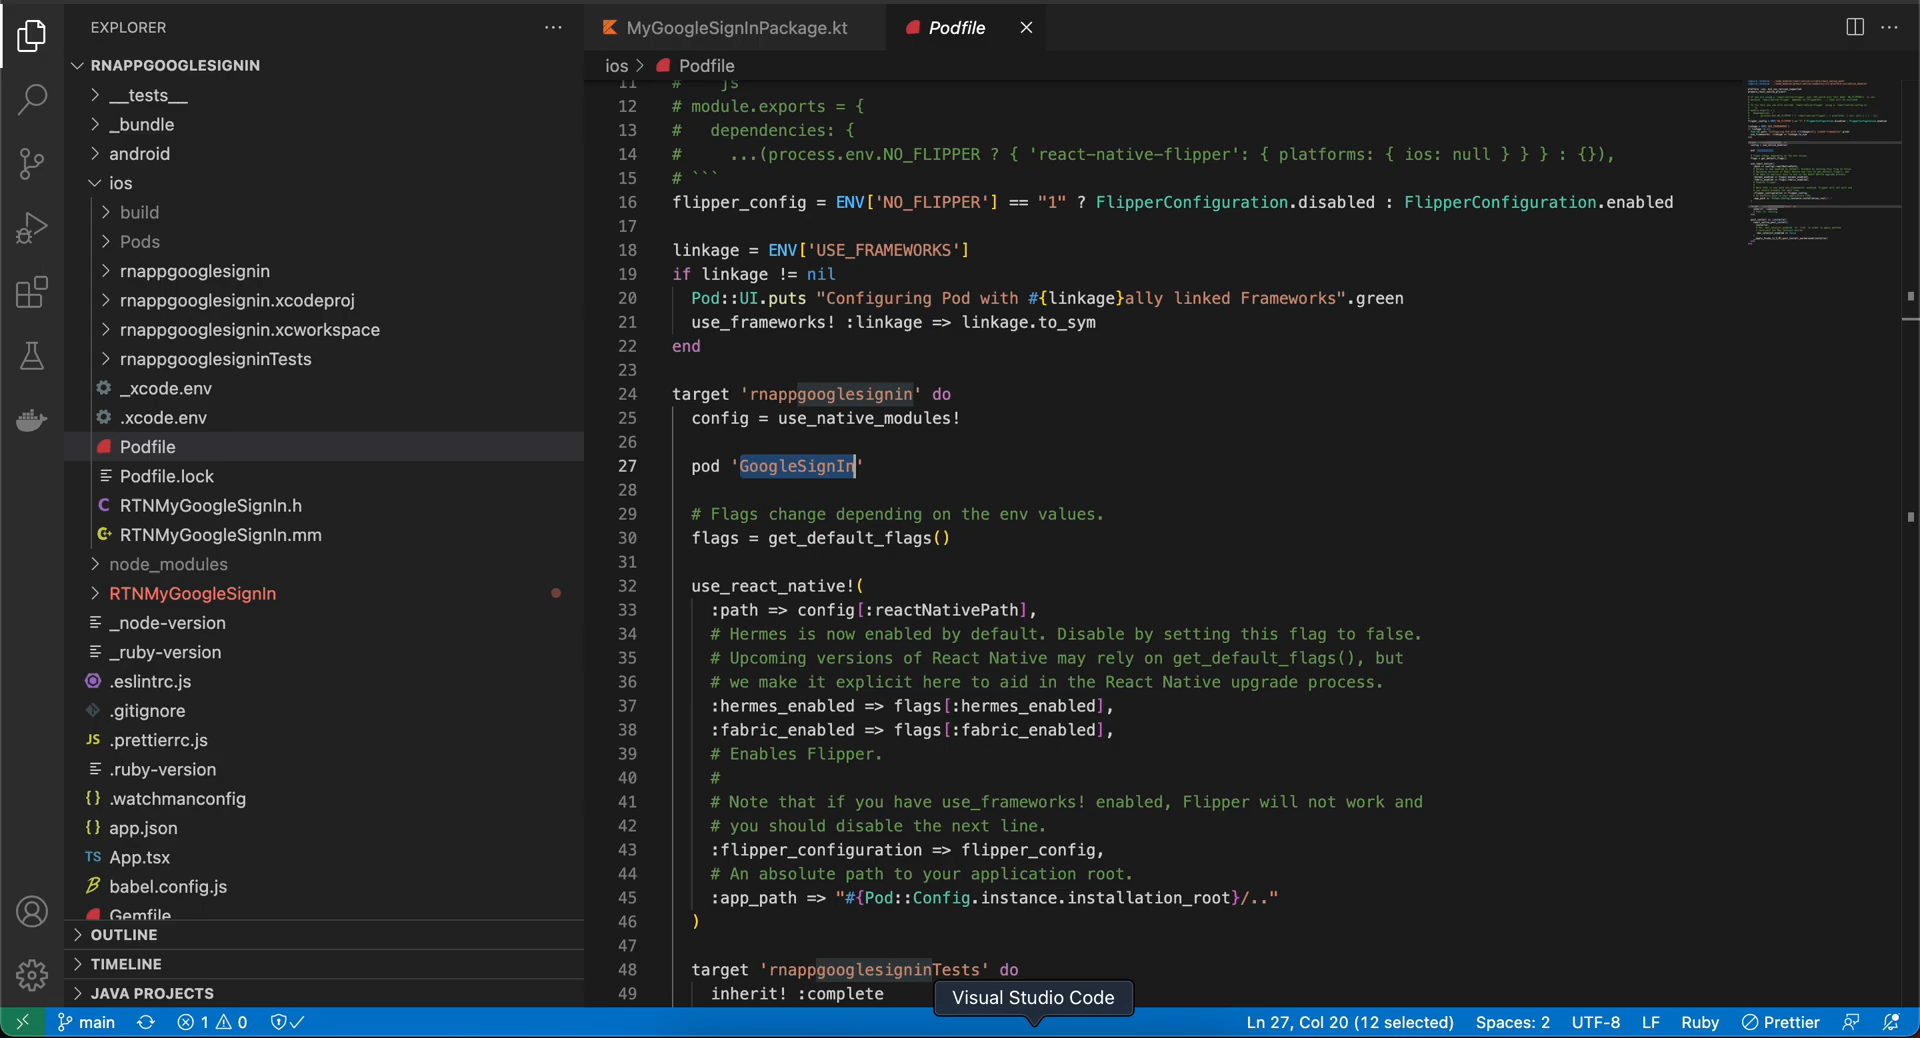 EXPLORER
RNAPPGOOGLESIGNIN
__tests__
_bundle
android
ios
build
Pods
rnappgooglesignin
rnappgooglesignin.xcodeproj
rnappgooglesignin.xcworkspace
rnappgooglesigninTests
_xcode.env
.xcode.env
Podfile
Podfile.lock
RTNMyGoogleSignIn.h
RTNMyGoogleSignIn.mm
node_modules
RTNMyGoogleSignIn
_node-version
_ruby-version
.eslintrc.js
.gitignore
JS .prettierrc.js
.ruby-version
{} .watchmanconfig
{} app.json
TS App.tsx
babel.config.js
Gemfile
OUTLINE
TIMELINE
JAVA PROJECTS
MyGoogleSignInPackage.kt
Podfile
ios > Podfile
11 # js
12 # module.exports = {
13 #   dependencies: {
14 #     ...(process.env.NO_FLIPPER ? { 'react-native-flipper': { platforms: { ios: null } } } : {}),
15 # ```
16 flipper_config = ENV['NO_FLIPPER'] == "1" ? FlipperConfiguration.disabled : FlipperConfiguration.enabled
17
18 linkage = ENV['USE_FRAMEWORKS']
19 if linkage != nil
20   Pod::UI.puts "Configuring Pod with #{linkage}ally linked Frameworks".green
21   use_frameworks! :linkage => linkage.to_sym
22 end
23
24 target 'rnappgooglesignin' do
25   config = use_native_modules!
26
27   pod 'GoogleSignIn'
28
29   # Flags change depending on the env values.
30   flags = get_default_flags()
31
32   use_react_native!(
33     :path => config[:reactNativePath],
34     # Hermes is now enabled by default. Disable by setting this flag to false.
35     # Upcoming versions of React Native may rely on get_default_flags(), but
36     # we make it explicit here to aid in the React Native upgrade process.
37     :hermes_enabled => flags[:hermes_enabled],
38     :fabric_enabled => flags[:fabric_enabled],
39     # Enables Flipper.
40     #
41     # Note that if you have use_frameworks! enabled, Flipper will not work and
42     # you should disable the next line.
43     :flipper_configuration => flipper_config,
44     # An absolute path to your application root.
45     :app_path => "#{Pod::Config.instance.installation_root}/.."
46   )
47
48   target 'rnappgooglesigninTests' do
49     inherit! :complete
Visual Studio Code
main 1 0 Ln 27, Col 20 (12 selected) Spaces: 2 UTF-8 LF Ruby Prettier